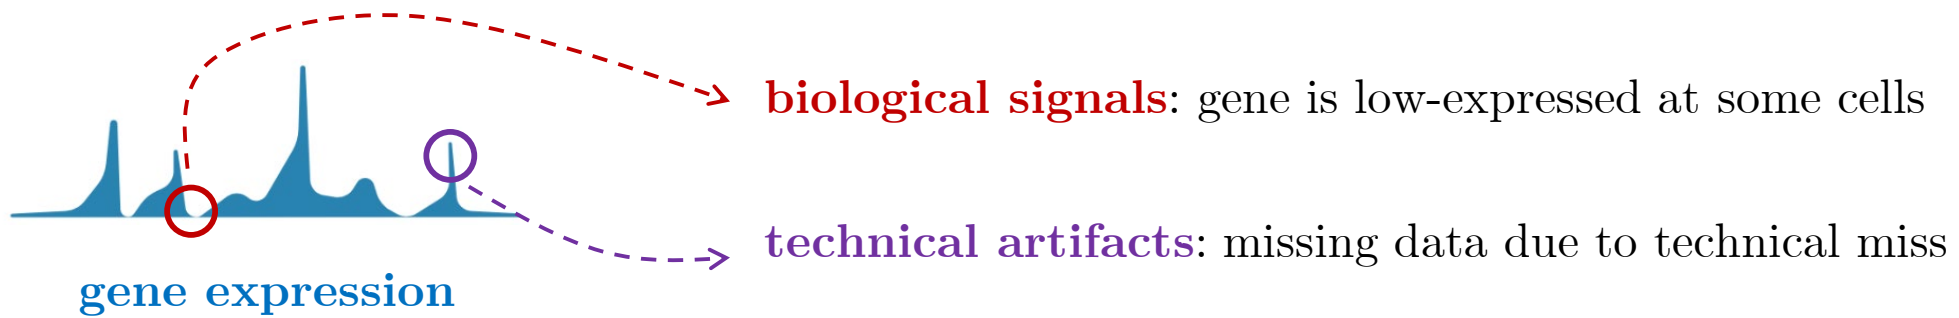 biological signals: gene is low-expressed at some cells
technical artifacts: missing data due to technical miss
gene expression